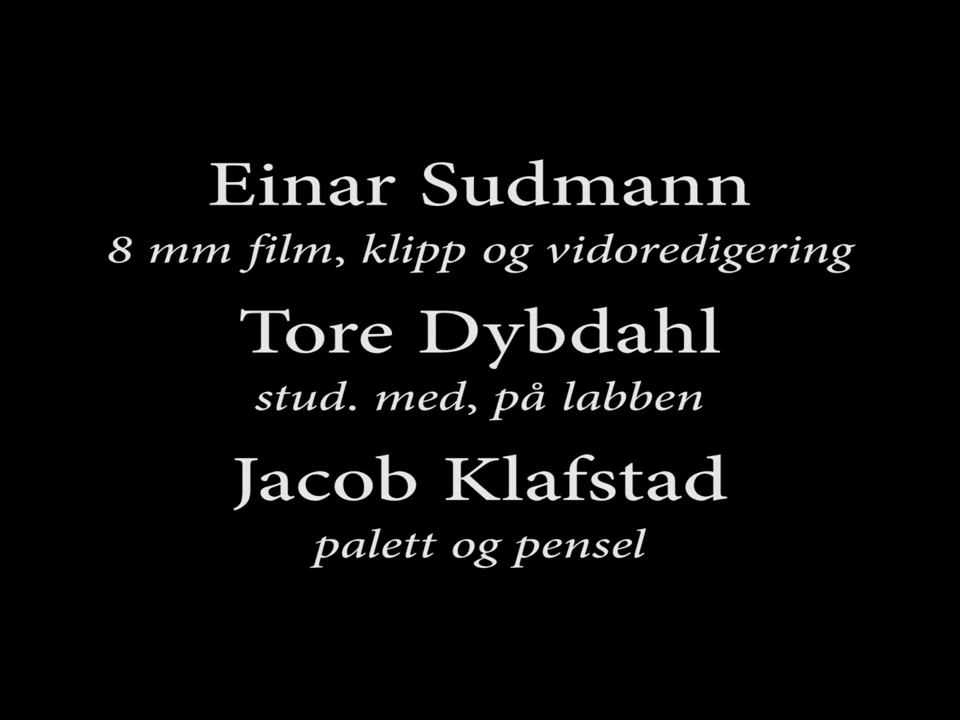 Einar Sudmann
8 mm film, klipp og vidoredigering
Tore Dybdahl
stud. med, på labben
Jacob Klafstad
palett og pensel